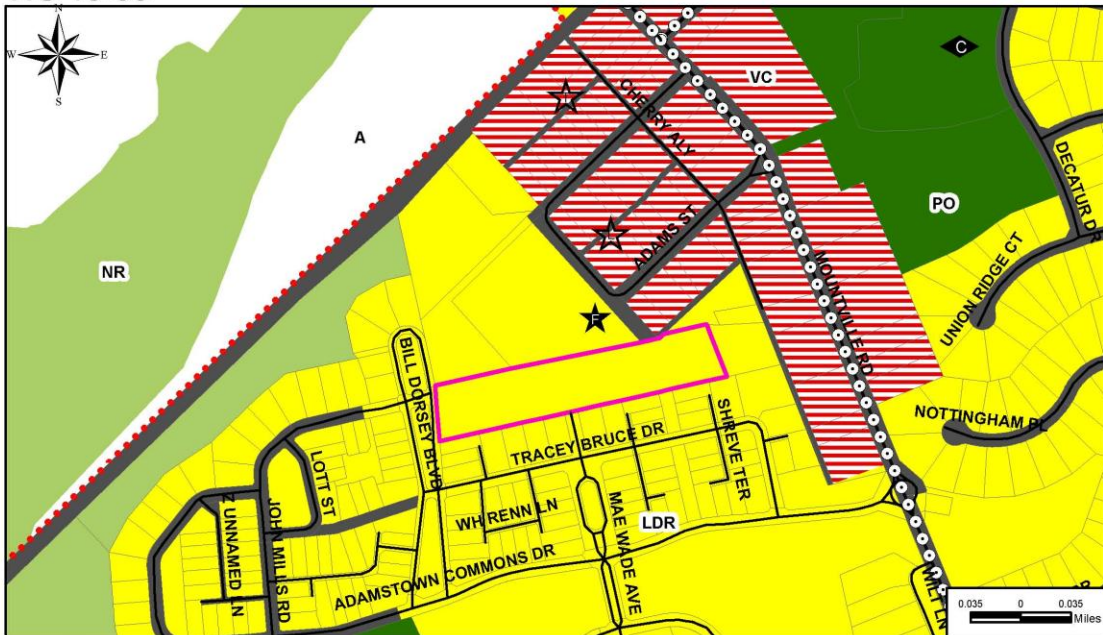 N
W
E
S
C
VC
CHERRY ALY
A
DECATUR DR
PO
ADAMS ST
NR
UNION RIDGE CT
MOUNTVILLE RD
F
BILL DORSEY BLVD
NOTTINGHAM PL
SHREVE TER
TRACEY BRUCE DR
LOTT ST
WH RENN LN
LDR
Z UNNAMED LN
JOHN MILLS RD
MAE WADE AVE
ADAMSTOWN COMMONS DR
0.035 0 0.035
Miles